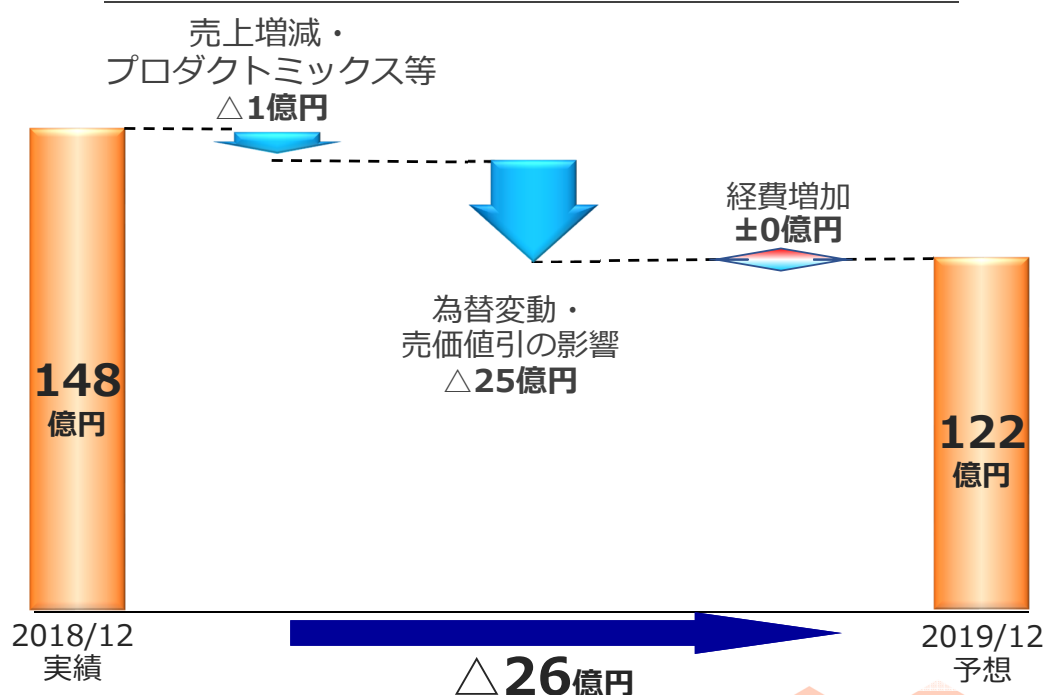 売上増減・
プロダクトミックス等
△1億円
経費増加
±0億円
為替変動・
売価値引の影響
△25億円
148
億円
122
億円
2018/12
実績
2019/12
予想
△26億円